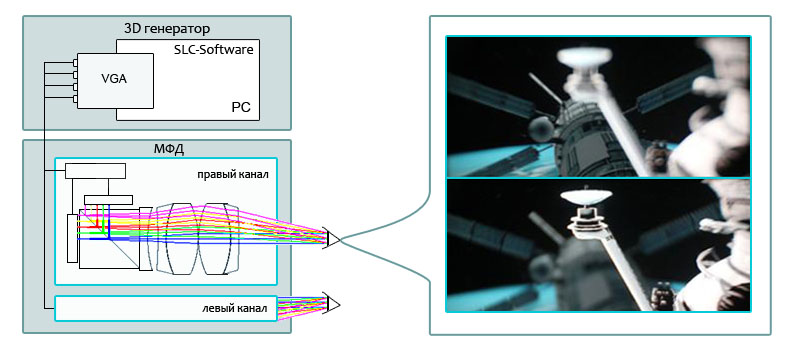 3D генератор
SLC-Software
VGA
PC
МФД
правый канал
левый канал